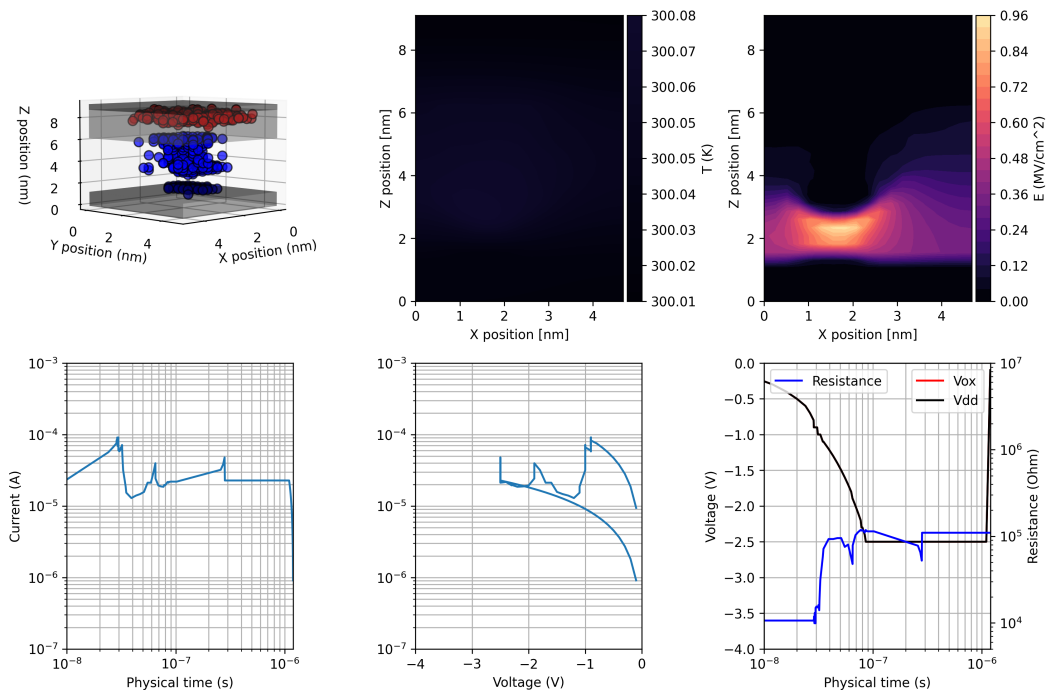 Z position (nm)
8
6
4
2
0
0
2
4
Y position (nm)
4
2
0
X position (nm)
Z position [nm]
8
6
4
2
0
0 1 2 3 4
X position [nm]
300.08
300.07
300.06
300.05
300.04
300.03
300.02
300.01
T (K)
Z position [nm]
8
6
4
2
0
0 1 2 3 4
X position [nm]
0.96
0.84
0.72
0.60
0.48
0.36
0.24
0.12
0.00
E (MV/cm^2)
Current (A)
10⁻³
10⁻⁴
10⁻⁵
10⁻⁶
10⁻⁷
10⁻⁸ 10⁻⁷ 10⁻⁶
Physical time (s)
10⁻³
10⁻⁴
10⁻⁵
10⁻⁶
10⁻⁷
−4 −3 −2 −1 0
Voltage (V)
Voltage (V)
0.0
−0.5
−1.0
−1.5
−2.0
−2.5
−3.0
−3.5
−4.0
Resistance
Vox
Vdd
10⁷
10⁶
10⁵
10⁴
Resistance (Ohm)
10⁻⁸ 10⁻⁷ 10⁻⁶
Physical time (s)